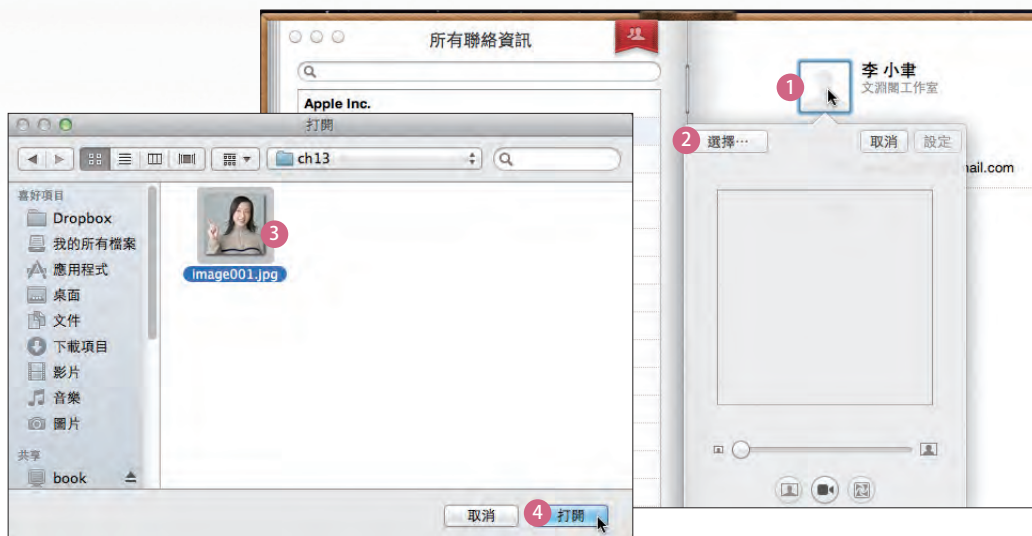 所有聯絡資訊
Apple Inc.
1
李 小聿
文淵閣工作室
2 選擇⋯
取消
設定
ail.com
打開
ch13
喜好項目
Dropbox
我的所有檔案
應用程式
桌面
文件
下載項目
影片
音樂
圖片
共享
book
3
image001.jpg
取消
4 打開